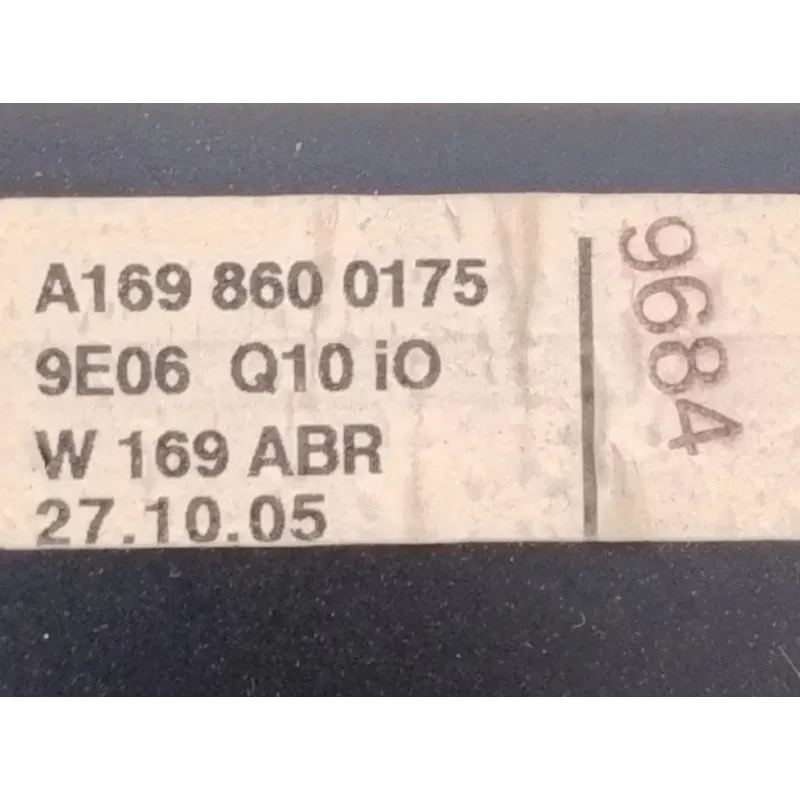 A169 860 0175
9E06 Q10 iO
W 169 ABR
27.10.05
9684